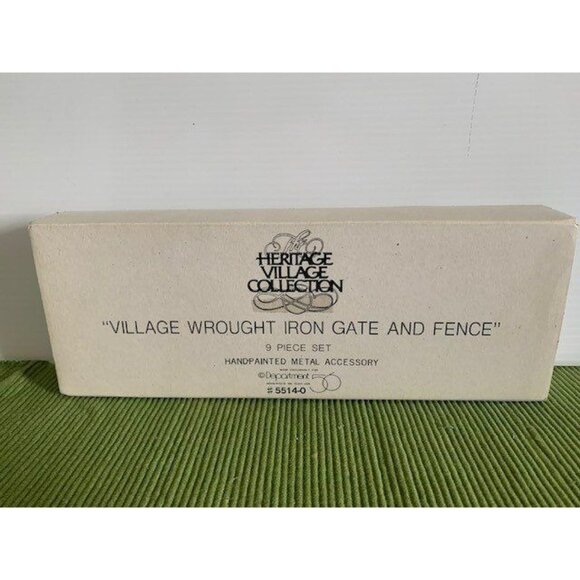 The
HERITAGE
VILLAGE
COLLECTION
"VILLAGE WROUGHT IRON GATE AND FENCE"
9 PIECE SET
HANDPAINTED METAL ACCESSORY
©Department 56
# 5514-0